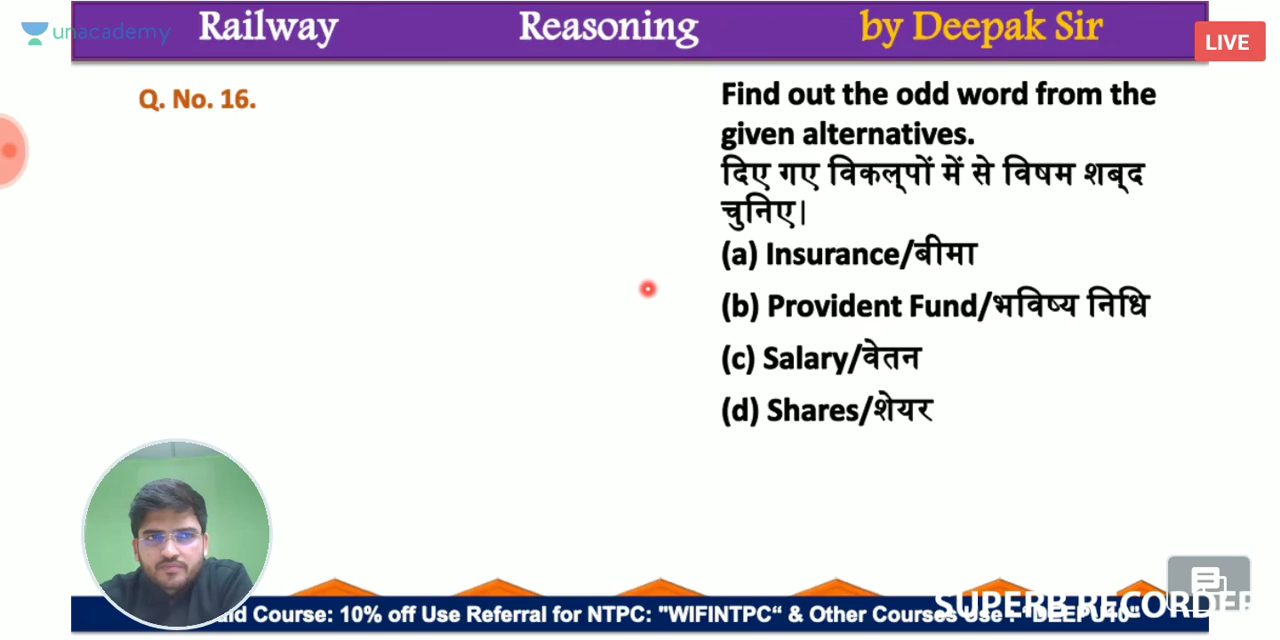 unacademy
Railway Reasoning by Deepak Sir
LIVE
Q. No. 16.
Find out the odd word from the
given alternatives.
दिए गए विकल्पों में से विषम शब्द
चुनिए।
(a) Insurance/बीमा
(b) Provident Fund/भविष्य निधि
(c) Salary/वेतन
(d) Shares/शेयर
Course: 10% off Use Referral for NTPC: "WIFINTPC“ & Other Courses Use :
SUPERB RECORDER